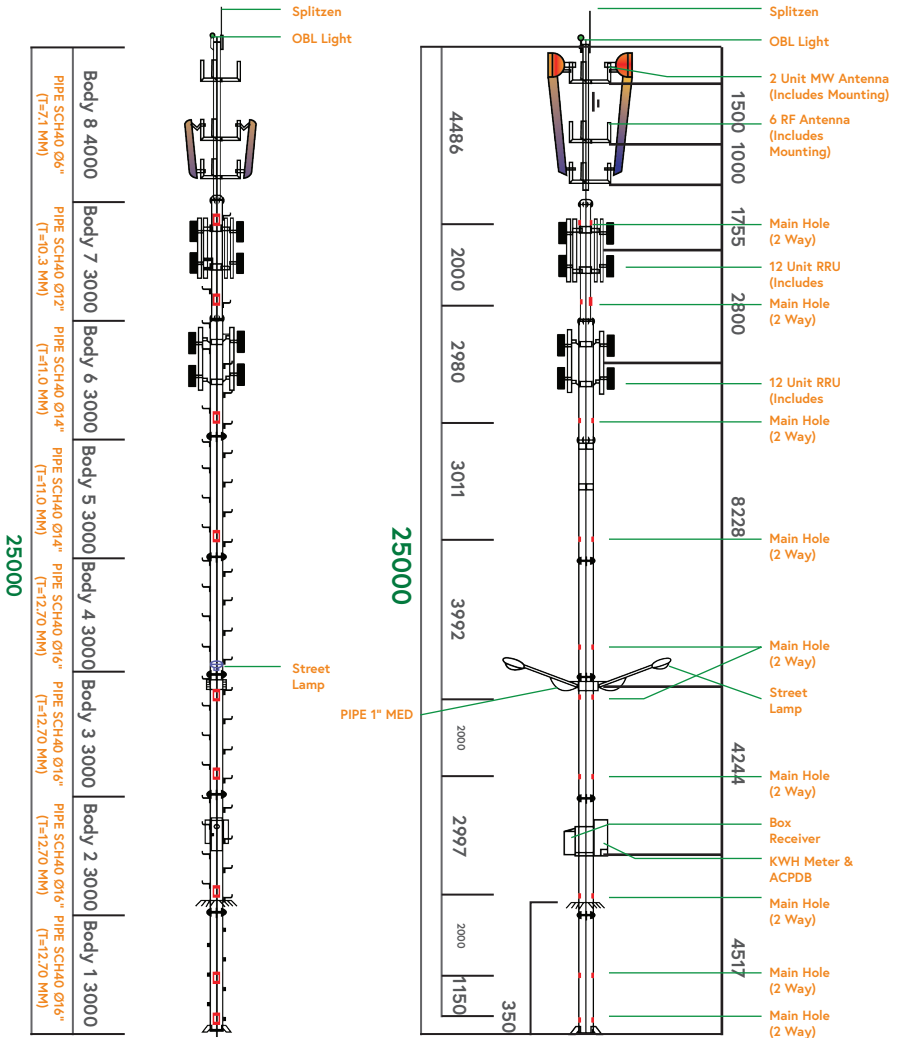 Splitzen
OBL Light
Body 8 4000
PIPE SCH40 Ø6"
(T=7.1 MM)
Body 7 3000
PIPE SCH40 Ø12"
(T=10.3 MM)
Body 6 3000
PIPE SCH40 Ø14"
(T=11.0 MM)
Body 5 3000
PIPE SCH40 Ø14"
(T=11.0 MM)
Body 4 3000
PIPE SCH40 Ø16"
(T=12.70 MM)
Body 3 3000
PIPE SCH40 Ø16"
(T=12.70 MM)
Body 2 3000
PIPE SCH40 Ø16"
(T=12.70 MM)
Body 1 3000
PIPE SCH40 Ø16"
(T=12.70 MM)
25000
Street
Lamp
PIPE 1" MED
25000
4486
2000
2980
3011
3992
2000
2997
2000
1150
350
Splitzen
OBL Light
2 Unit MW Antenna
(Includes Mounting)
6 RF Antenna
(Includes
Mounting)
Main Hole
(2 Way)
12 Unit RRU
(Includes
Main Hole
(2 Way)
12 Unit RRU
(Includes
Main Hole
(2 Way)
Main Hole
(2 Way)
Main Hole
(2 Way)
Street
Lamp
Main Hole
(2 Way)
Box
Receiver
KWH Meter &
ACPDB
Main Hole
(2 Way)
Main Hole
(2 Way)
Main Hole
(2 Way)
1500
1000
1755
2800
8228
4244
4517